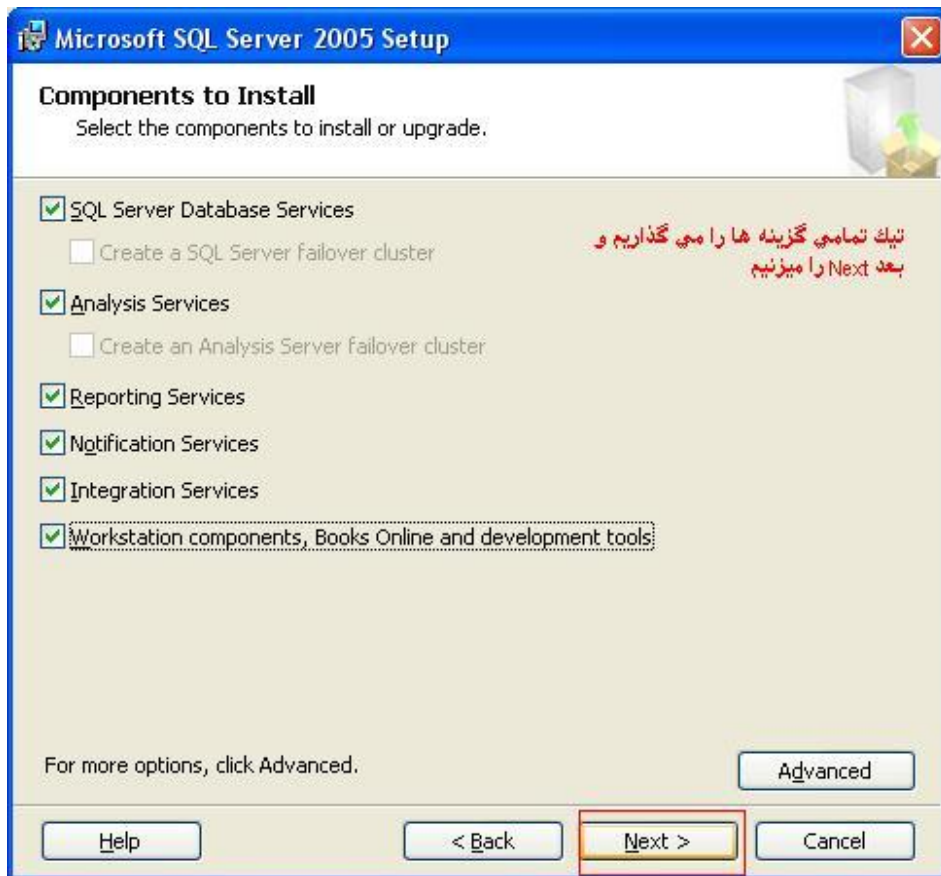 Microsoft SQL Server 2005 Setup
Components to Install
Select the components to install or upgrade.
SQL Server Database Services
Create a SQL Server failover cluster
تيك تمامي گزينه ها را مي گذاريم و
بعد Next را ميزنيم
Analysis Services
Create an Analysis Server failover cluster
Reporting Services
Notification Services
Integration Services
Workstation components, Books Online and development tools
For more options, click Advanced.
Advanced
Help
< Back
Next >
Cancel